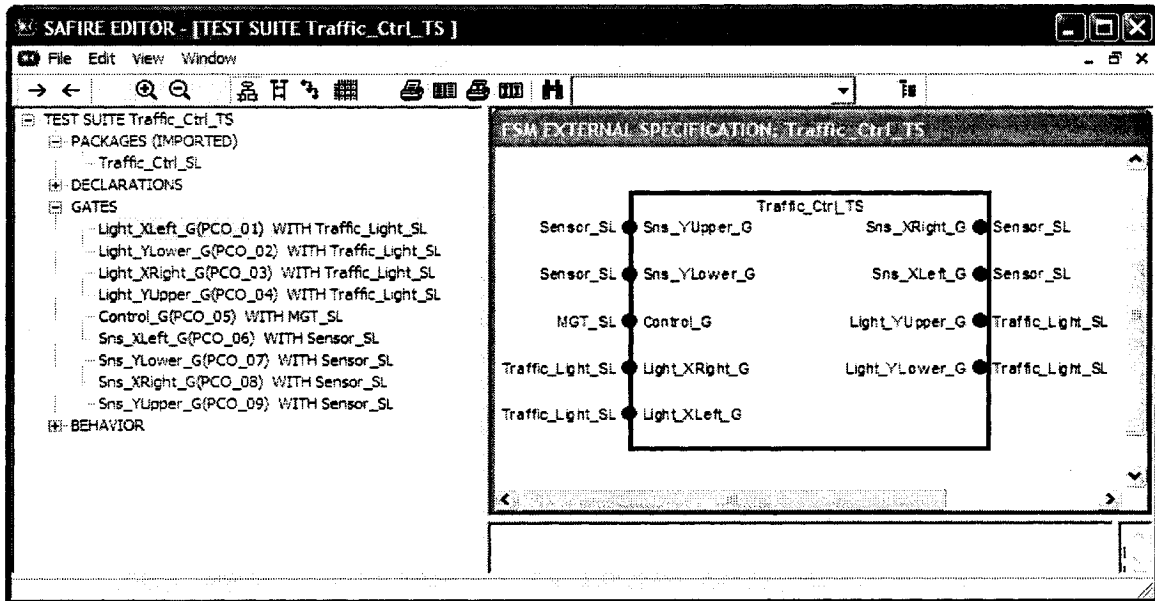 SAFIRE EDITOR - [TEST SUITE Traffic_Ctrl_TS ]
File Edit View Window
TEST SUITE Traffic_Ctrl_TS
PACKAGES (IMPORTED)
Traffic_Ctrl_SL
DECLARATIONS
GATES
Light_XLeft_G(PCO_01) WITH Traffic_Light_SL
Light_YLower_G(PCO_02) WITH Traffic_Light_SL
Light_XRight_G(PCO_03) WITH Traffic_Light_SL
Light_YUpper_G(PCO_04) WITH Traffic_Light_SL
Control_G(PCO_05) WITH MGT_SL
Sns_XLeft_G(PCO_06) WITH Sensor_SL
Sns_YLower_G(PCO_07) WITH Sensor_SL
Sns_XRight_G(PCO_08) WITH Sensor_SL
Sns_YUpper_G(PCO_09) WITH Sensor_SL
BEHAVIOR
FSM EXTERNAL SPECIFICATION: Traffic_Ctrl_TS
Traffic_Ctrl_TS
Sensor_SL Sns_YUpper_G Sns_XRight_G Sensor_SL
Sensor_SL Sns_YLower_G Sns_XLeft_G Sensor_SL
MGT_SL Control_G Light_YUpper_G Traffic_Light_SL
Traffic_Light_SL Light_XRight_G Light_YLower_G Traffic_Light_SL
Traffic_Light_SL Light_XLeft_G